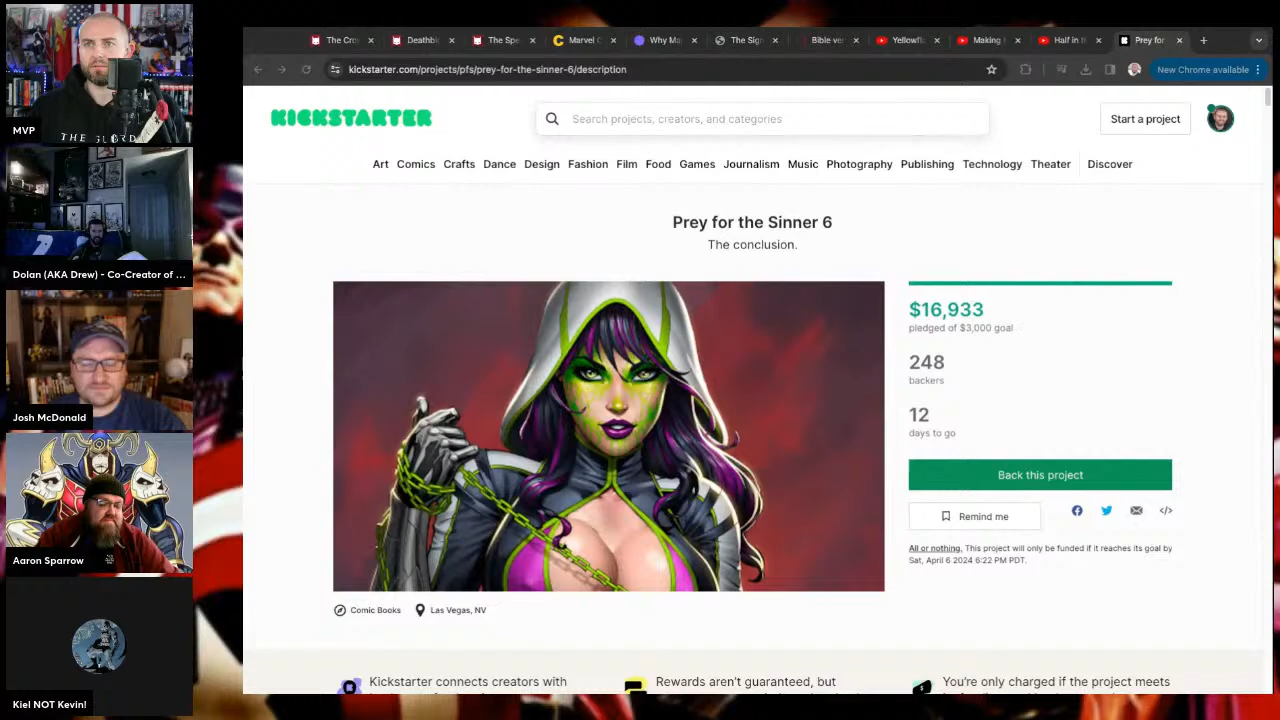 MVP
THE GUARD
Dolan (AKA Drew) - Co-Creator of ...
Josh McDonald
Aaron Sparrow
Kiel NOT Kevin!
The Cro
Deathbl
The Spe
Marvel C
Why Ma
The Sign
Bible ver
Yellowfl
Making
Half in th
Prey for
kickstarter.com/projects/pfs/prey-for-the-sinner-6/description
New Chrome available
KICKSTARTER
Search projects, creators, and categories
Start a project
Art Comics Crafts Dance Design Fashion Film Food Games Journalism Music Photography Publishing Technology Theater Discover
Prey for the Sinner 6
The conclusion.
$16,933
pledged of $3,000 goal
248
backers
12
days to go
Back this project
Remind me
All or nothing. This project will only be funded if it reaches its goal by
Sat, April 6 2024 6:22 PM PDT.
Comic Books Las Vegas, NV
Kickstarter connects creators with
Rewards aren't guaranteed, but
You're only charged if the project meets